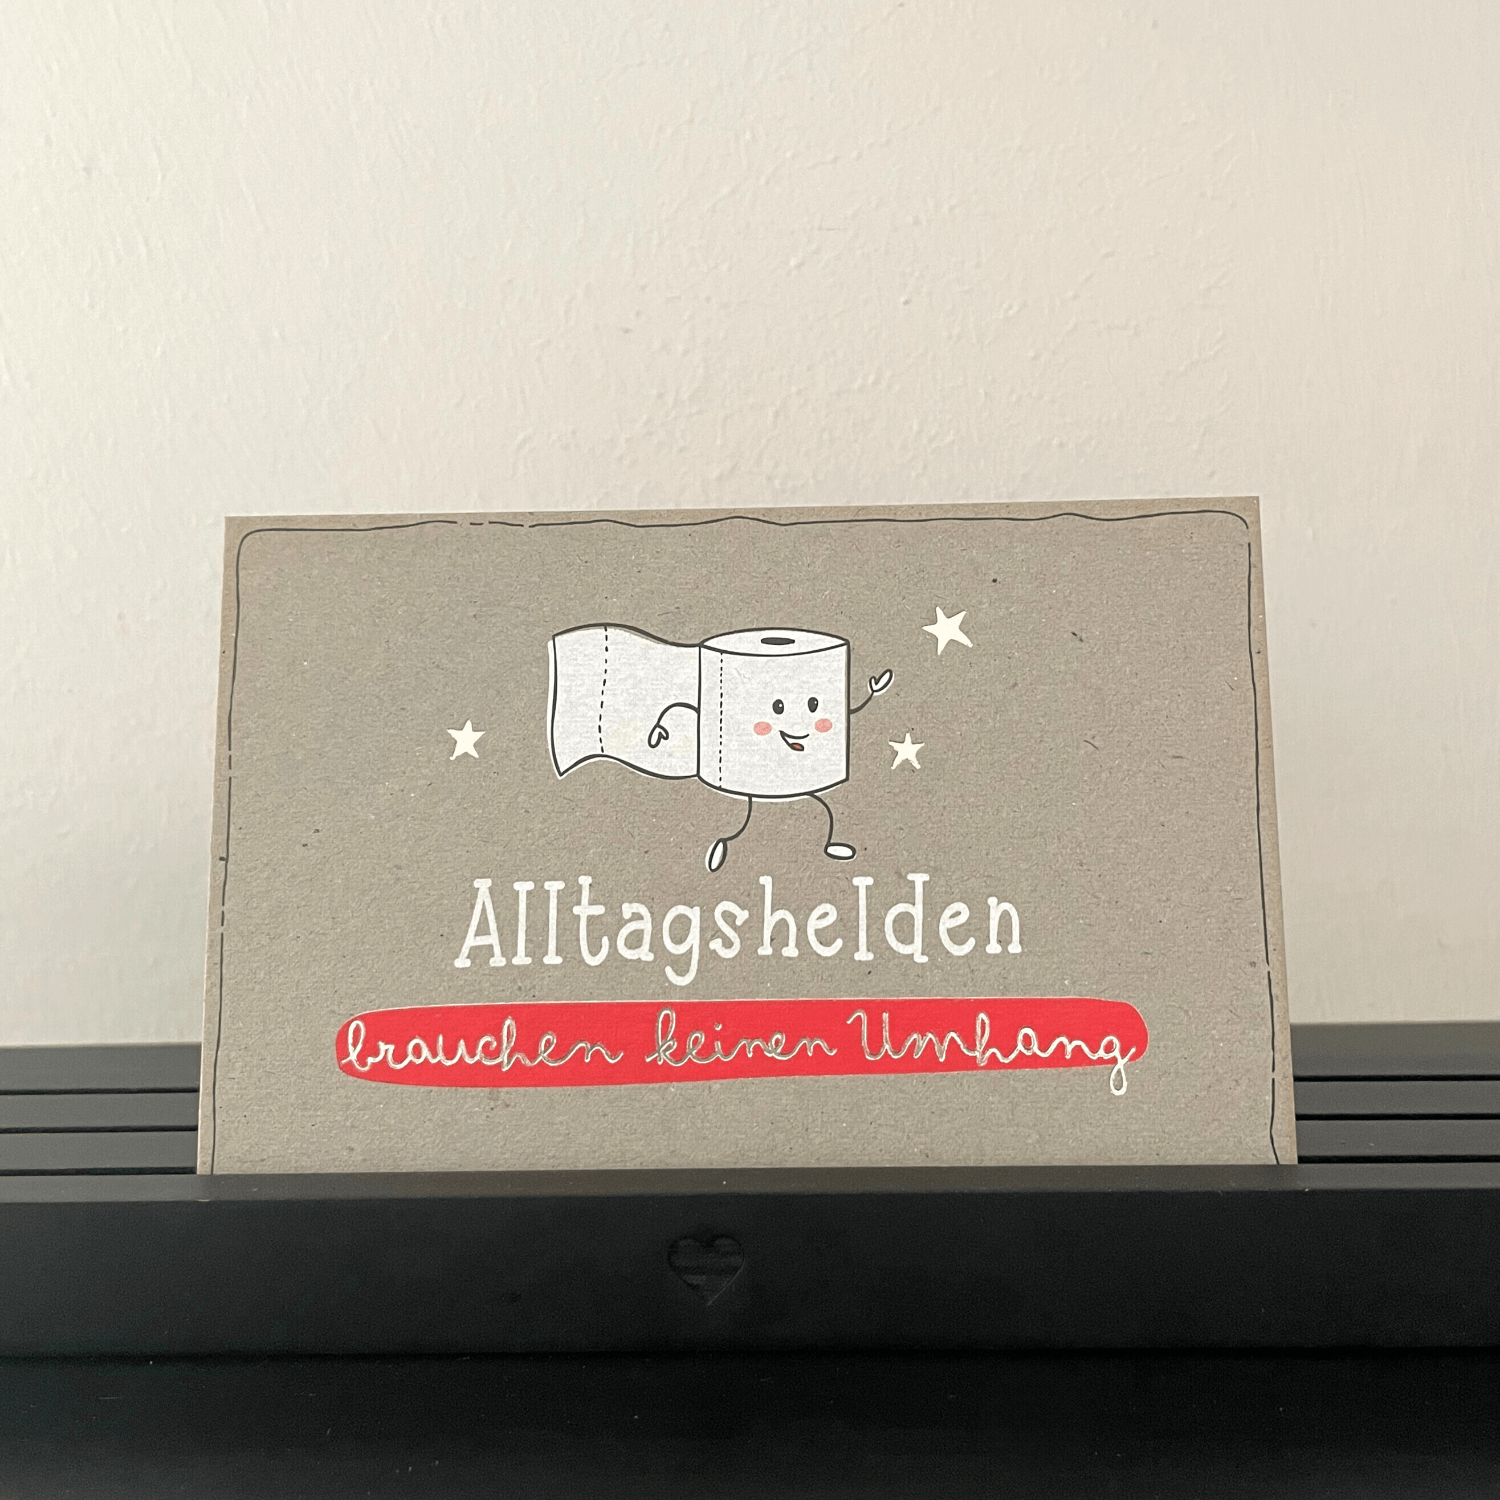 Alltagshelden
brauchen keinen Umhang